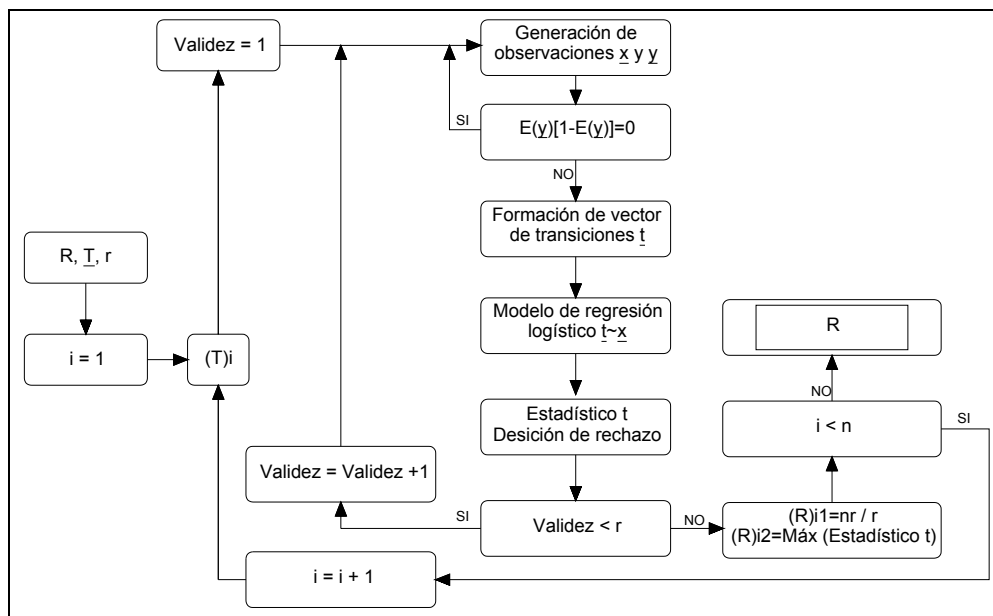 Validez = 1
Generación de
observaciones x y y
SI
E(y)[1-E(y)]=0
NO
Formación de vector
de transiciones t
R, T, r
Modelo de regresión
logístico t~x
R
i = 1
(T)i
NO
Estadístico t
Desición de rechazo
i < n
SI
Validez = Validez +1
SI
Validez < r
NO
(R)i1=nr / r
(R)i2=Máx (Estadístico t)
i = i + 1